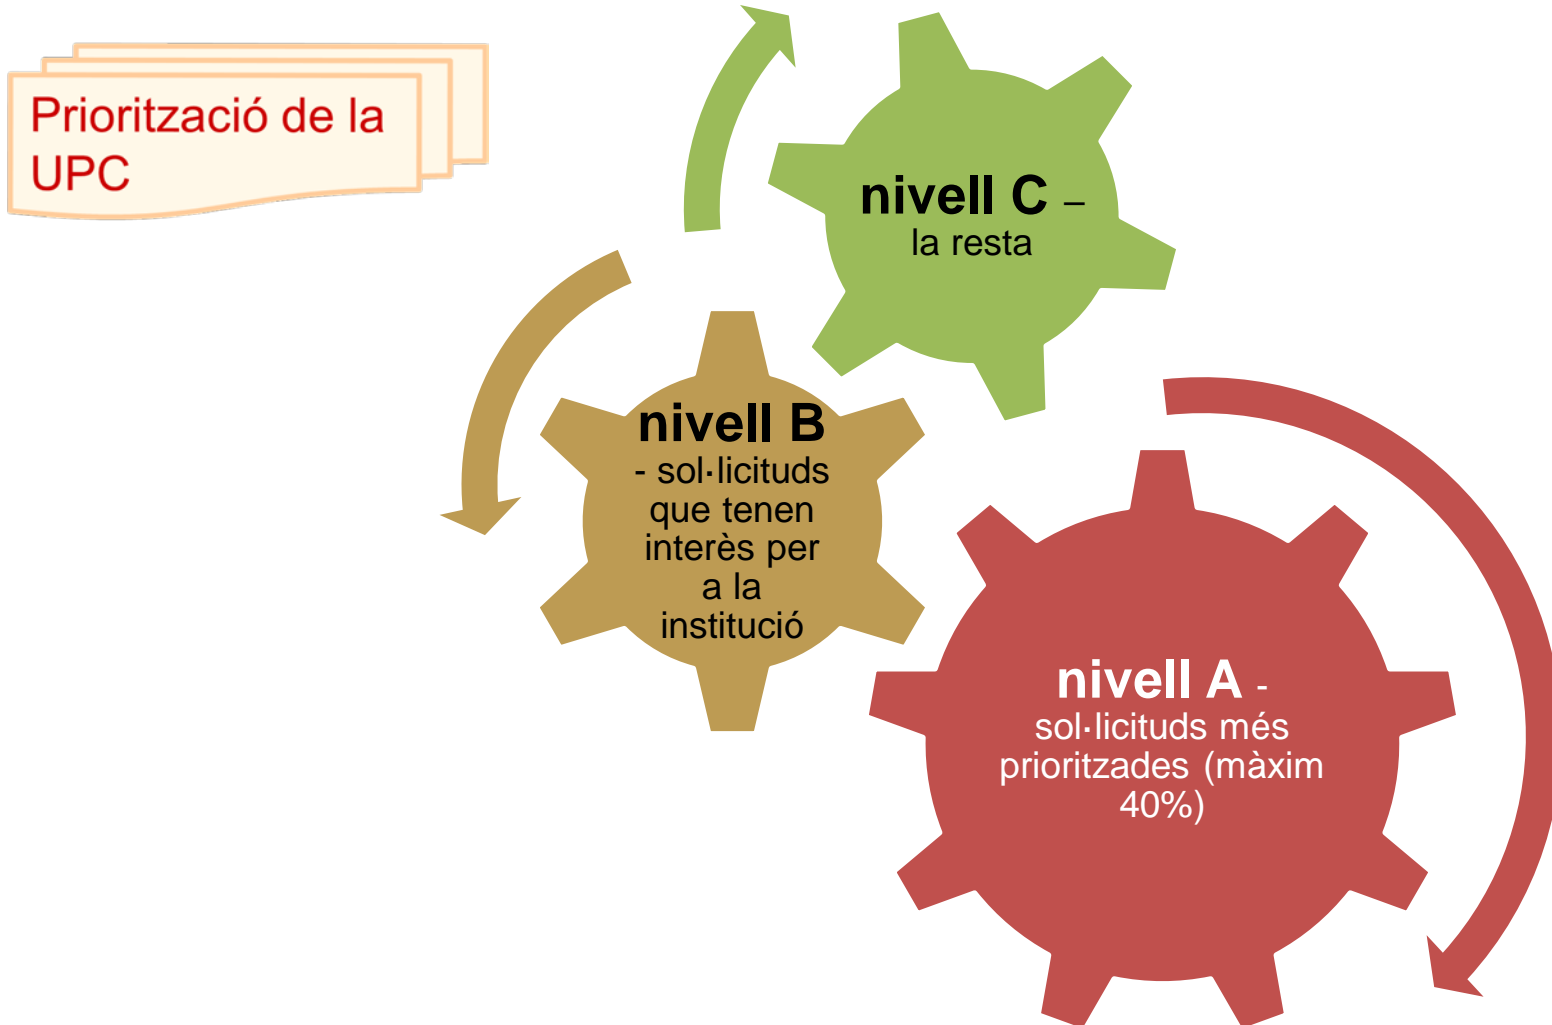 Priorització de la
UPC
nivell C –
la resta
nivell B
- sol·licituds
que tenen
interès per
a la
institució
nivell A -
sol·licituds més
prioritzades (màxim
40%)